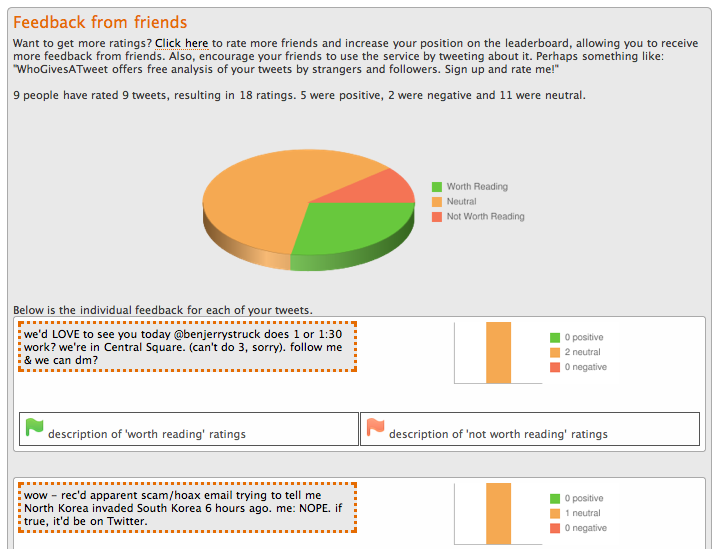 Feedback from friends
Want to get more ratings? Click here to rate more friends and increase your position on the leaderboard, allowing you to receive
more feedback from friends. Also, encourage your friends to use the service by tweeting about it. Perhaps something like:
"WhoGivesATweet offers free analysis of your tweets by strangers and followers. Sign up and rate me!"
9 people have rated 9 tweets, resulting in 18 ratings. 5 were positive, 2 were negative and 11 were neutral.
Worth Reading
Neutral
Not Worth Reading
Below is the individual feedback for each of your tweets.
we'd LOVE to see you today @benjerrystruck does 1 or 1:30
work? we're in Central Square. (can't do 3, sorry). follow me
& we can dm?
0 positive
2 neutral
0 negative
description of 'worth reading' ratings
description of 'not worth reading' ratings
wow - rec'd apparent scam/hoax email trying to tell me
North Korea invaded South Korea 6 hours ago. me: NOPE. if
true, it'd be on Twitter.
0 positive
1 neutral
0 negative